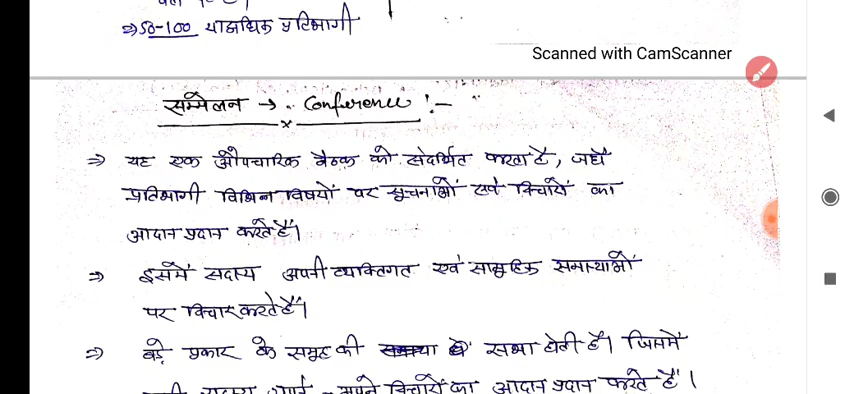 ⇒ 50-100 या अधिक प्रतिभागी
Scanned with CamScanner
सम्मेलन → Conference :-
⇒ यह एक औपचारिक बैठक को संदर्भित करता है, जहाँ
प्रतिभागी विभिन्न विषयों पर सूचनाओं एवं विचारों का
आदान प्रदान करते हैं।
⇒ इसमें सदस्य अपनी व्यक्तिगत एवं सामूहिक समस्याओं
पर विचार करते हैं।
⇒ बड़े प्रकार के समूह की सभा होती है। जिसमें
अपने विचारों का आदान प्रदान करते हैं।